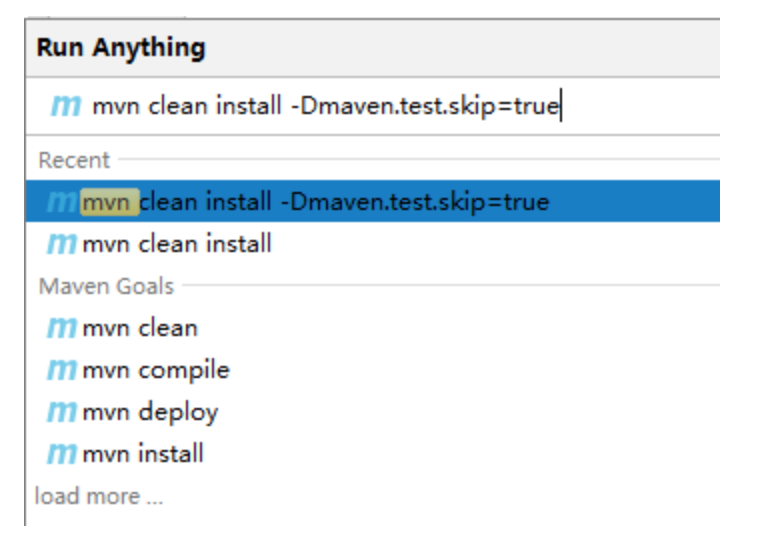 Run Anything
m mvn clean install -Dmaven.test.skip=true
Recent
m mvn clean install -Dmaven.test.skip=true
m mvn clean install
Maven Goals
m mvn clean
m mvn compile
m mvn deploy
m mvn install
load more ...